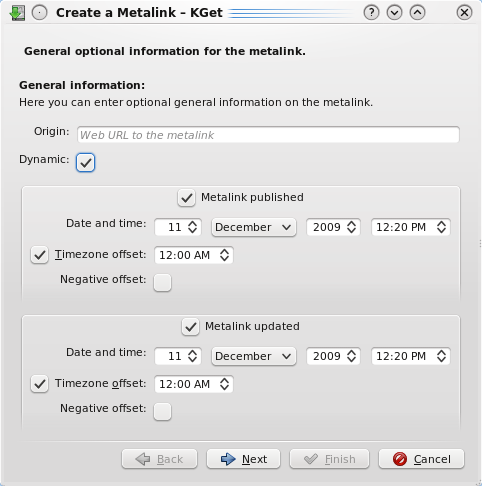 Create a Metalink – KGet
General optional information for the metalink.
General information:
Here you can enter optional general information on the metalink.
Origin: Web URL to the metalink
Dynamic:
Metalink published
Date and time: 11 December 2009 12:20 PM
Timezone offset: 12:00 AM
Negative offset:
Metalink updated
Date and time: 11 December 2009 12:20 PM
Timezone offset: 12:00 AM
Negative offset:
Back Next Finish Cancel